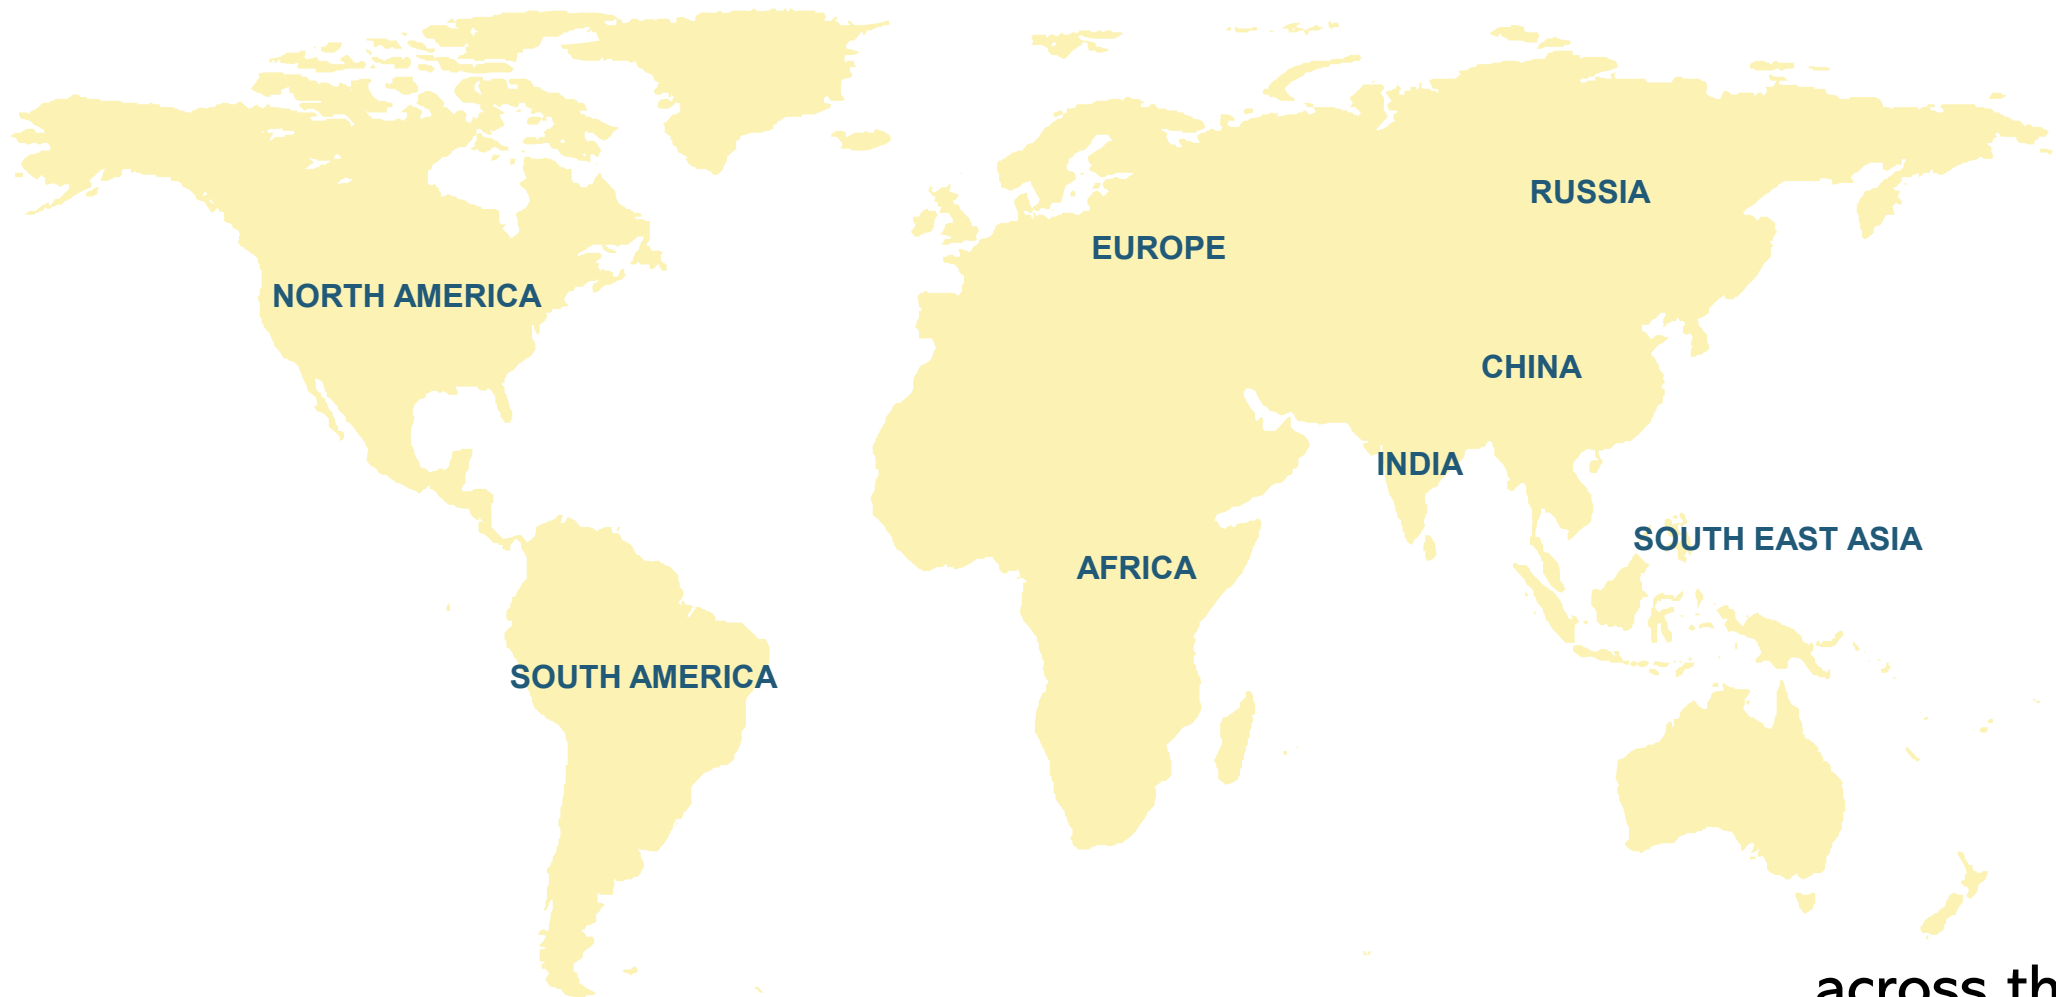 RUSSIA
EUROPE
NORTH AMERICA
CHINA
INDIA
SOUTH EAST ASIA
AFRICA
SOUTH AMERICA
across th